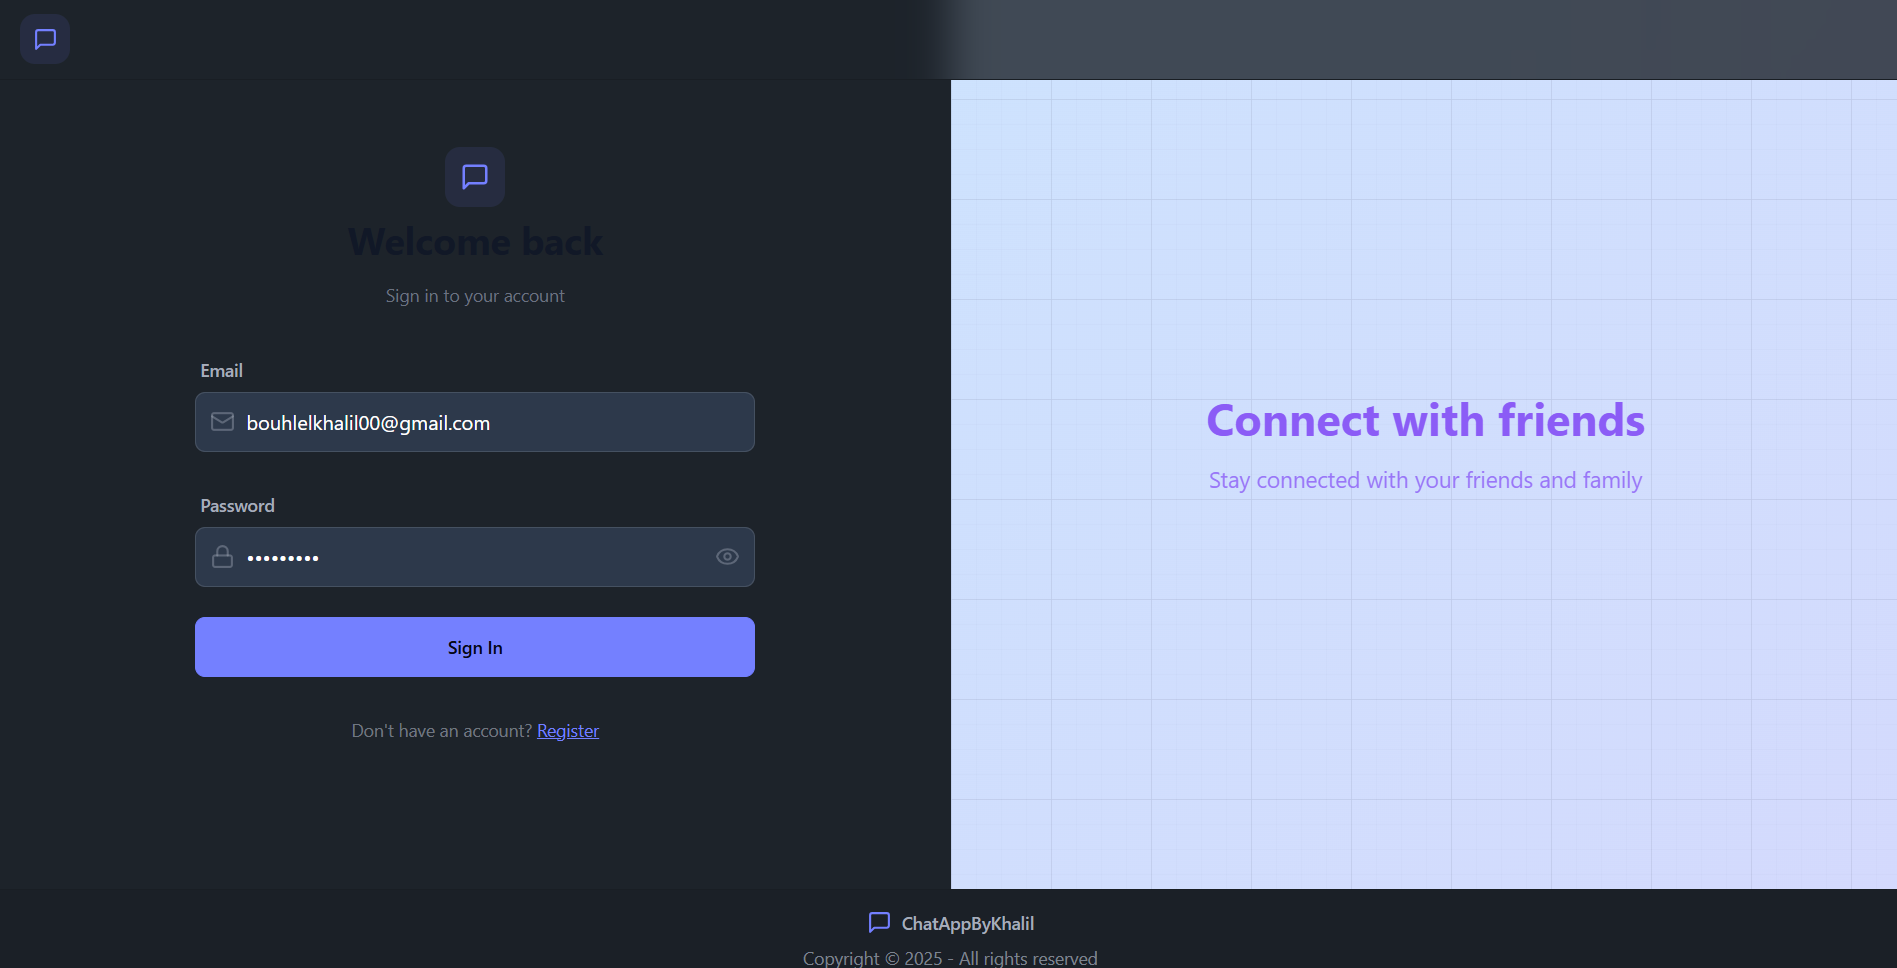 Welcome back
Sign in to your account
Email
bouhlelkhalil00@gmail.com
Password
•••••••••
Sign In
Don't have an account? Register
Connect with friends
Stay connected with your friends and family
ChatAppByKhalil
Copyright © 2025 - All rights reserved